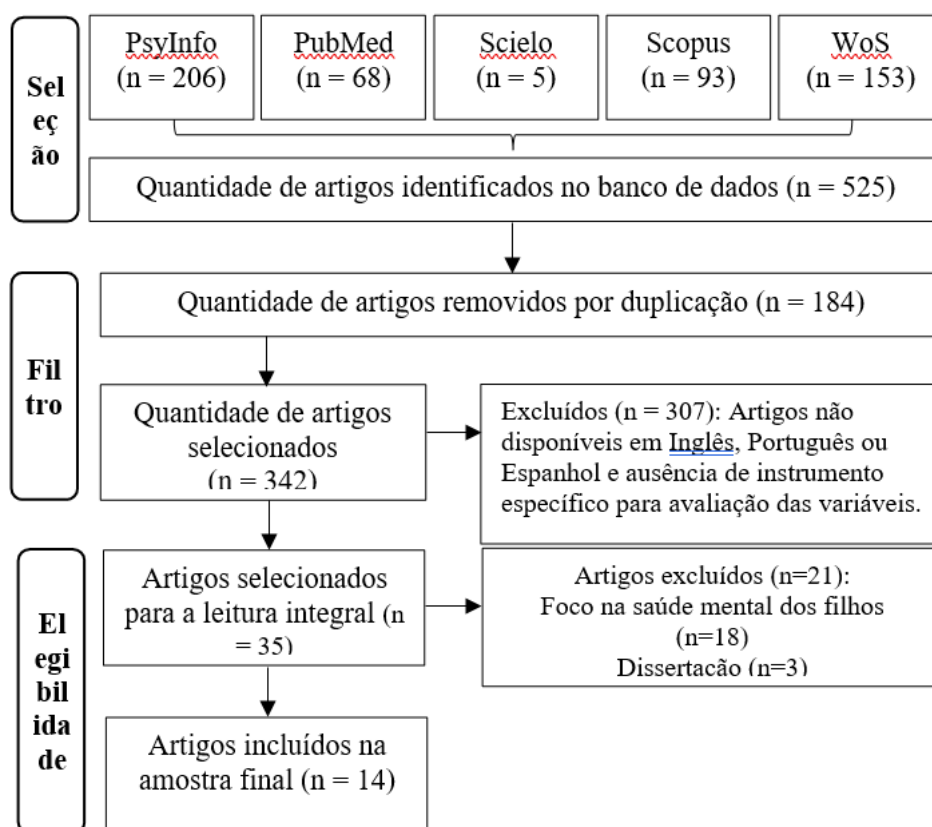 Sel
eç
ão
PsyInfo
(n = 206)
PubMed
(n = 68)
Scielo
(n = 5)
Scopus
(n = 93)
WoS
(n = 153)
Quantidade de artigos identificados no banco de dados (n = 525)
Fil
tro
Quantidade de artigos removidos por duplicação (n = 184)
Quantidade de artigos
selecionados
(n = 342)
Excluídos (n = 307): Artigos não
disponíveis em Inglês, Português ou
Espanhol e ausência de instrumento
específico para avaliação das variáveis.
El
egi
bil
ida
de
Artigos selecionados
para a leitura integral (n
= 35)
Artigos excluídos (n=21):
Foco na saúde mental dos filhos
(n=18)
Dissertação (n=3)
Artigos incluídos na
amostra final (n = 14)